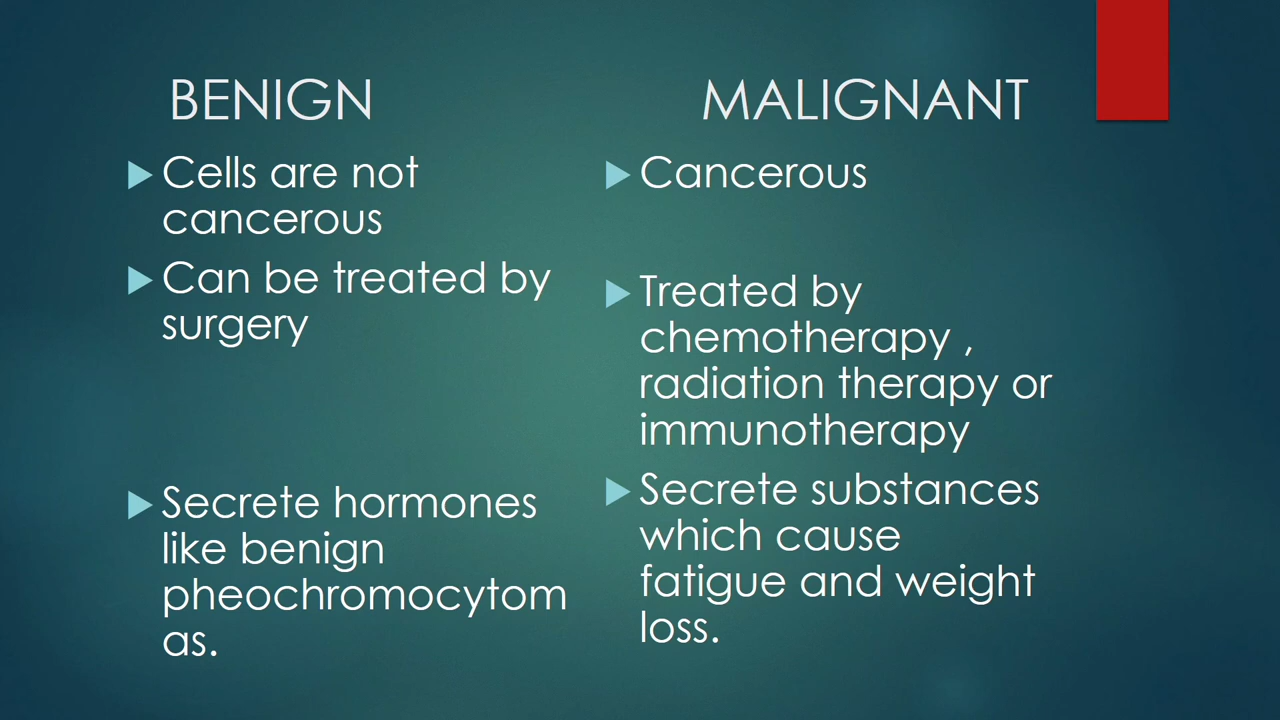 BENIGN
Cells are not
cancerous
Can be treated by
surgery
Secrete hormones
like benign
pheochromocytom
as.
MALIGNANT
Cancerous
Treated by
chemotherapy ,
radiation therapy or
immunotherapy
Secrete substances
which cause
fatigue and weight
loss.